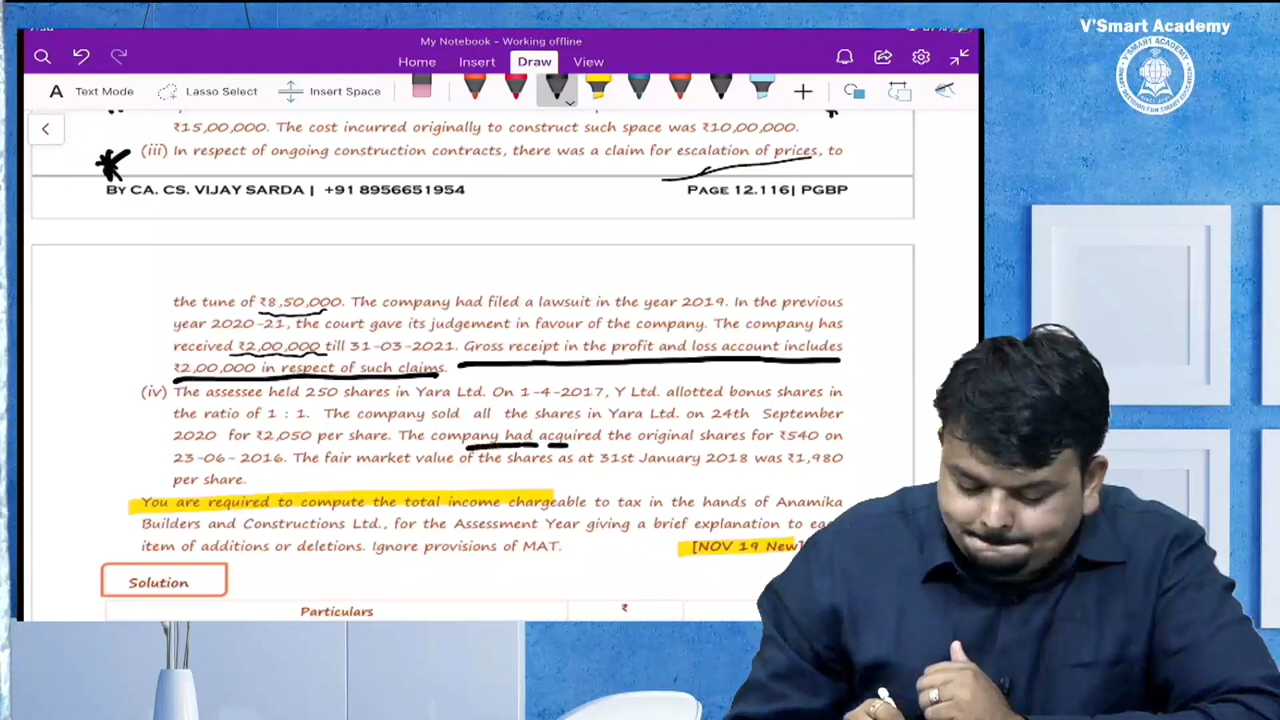 V'Smart Academy
V'SMART ACADEMY
My Notebook - Working offline
Home Insert Draw View
Text Mode Lasso Select Insert Space
₹15,00,000. The cost incurred originally to construct such space was ₹10,00,000.
(iii) In respect of ongoing construction contracts, there was a claim for escalation of prices, to
BY CA. CS. VIJAY SARDA | +91 8956651954 PAGE 12.116| PGBP
the tune of ₹8,50,000. The company had filed a lawsuit in the year 2019. In the previous
year 2020-21, the court gave its judgement in favour of the company. The company has
received ₹2,00,000 till 31-03-2021. Gross receipt in the profit and loss account includes
₹2,00,000 in respect of such claims.
(iv) The assessee held 250 shares in Yara Ltd. On 1-4-2017, Y Ltd. allotted bonus shares in
the ratio of 1 : 1. The company sold all the shares in Yara Ltd. on 24th September
2020 for ₹2,050 per share. The company had acquired the original shares for ₹540 on
23-06-2016. The fair market value of the shares as at 31st January 2018 was ₹1,980
per share.
You are required to compute the total income chargeable to tax in the hands of Anamika
Builders and Constructions Ltd., for the Assessment Year giving a brief explanation to
item of additions or deletions. Ignore provisions of MAT. [NOV 19 New]
Solution
Particulars ₹